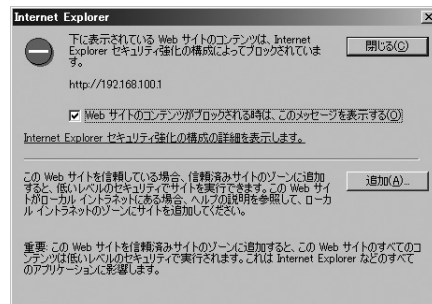 Internet Explorer
下に表示されている Web サイトのコンテンツは、Internet
Explorer セキュリティ強化の構成によってブロックされていま
す。
閉じる(C)
http://192.168.100.1
Web サイトのコンテンツがブロックされる時は、このメッセージを表示する(O)
Internet Explorer セキュリティ強化の構成の詳細を表示します。
この Web サイトを信頼している場合、信頼済みサイトのゾーンに追加
すると、低いレベルのセキュリティでサイトを実行できます。この Web サイ
トがローカル イントラネットにある場合、ヘルプの説明を参照して、ローカ
ル イントラネットのゾーンにサイトを追加してください。
追加(A)...
重要: この Web サイトを信頼済みサイトのゾーンに追加すると、この Web サイトのすべてのコ
ンテンツは低いレベルのセキュリティで実行されます。これは Internet Explorer などのすべて
のアプリケーションに影響します。